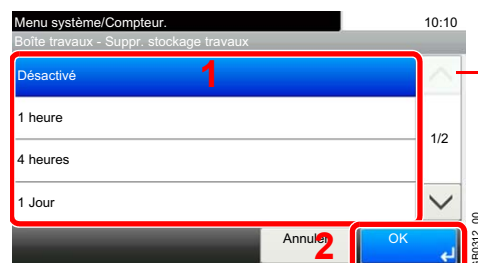 Menu système/Compteur. 10:10
Boîte travaux - Suppr. stockage travaux
Désactivé 1
1 heure
1/2
4 heures
1 Jour
Annuler 2 OK